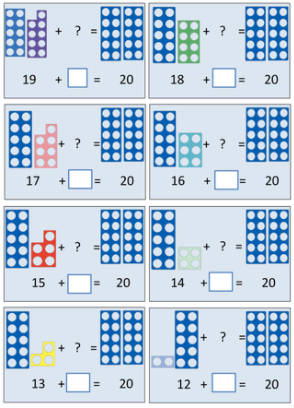 + ? =
19 + = 20
+ ? =
18 + = 20
+ ? =
17 + = 20
+ ? =
16 + = 20
+ ? =
15 + = 20
+ ? =
14 + = 20
+ ? =
13 + = 20
+ ? =
12 + = 20